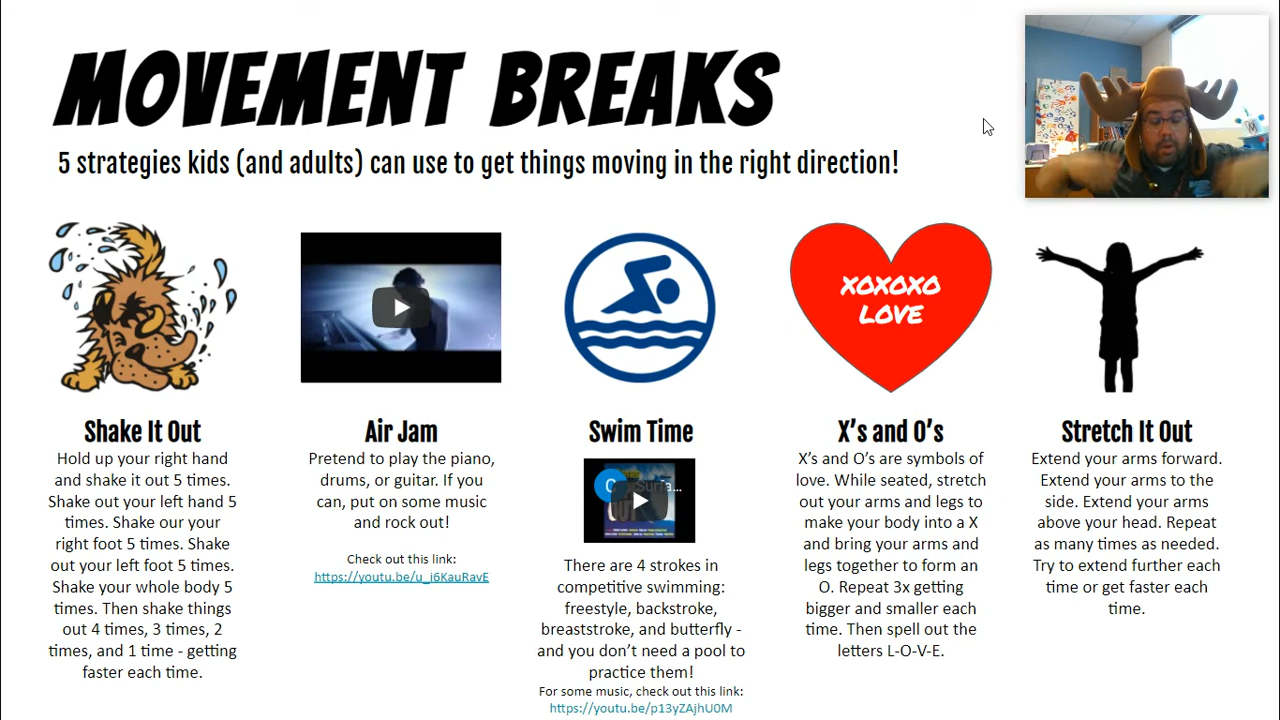 MOVEMENT BREAKS
5 strategies kids (and adults) can use to get things moving in the right direction!
XOXOXO
LOVE
Shake It Out
Hold up your right hand
and shake it out 5 times.
Shake out your left hand 5
times. Shake our your
right foot 5 times. Shake
out your left foot 5 times.
Shake your whole body 5
times. Then shake things
out 4 times, 3 times, 2
times, and 1 time - getting
faster each time.
Air Jam
Pretend to play the piano,
drums, or guitar. If you
can, put on some music
and rock out!
Check out this link:
https://youtu.be/u_j6KauRavE
Swim Time
There are 4 strokes in
competitive swimming:
freestyle, backstroke,
breaststroke, and butterfly -
and you don't need a pool to
practice them!
For some music, check out this link:
https://youtu.be/p13yZAjhU0M
X's and O's
X's and O's are symbols of
love. While seated, stretch
out your arms and legs to
make your body into a X
and bring your arms and
legs together to form an
O. Repeat 3x getting
bigger and smaller each
time. Then spell out the
letters L-O-V-E.
Stretch It Out
Extend your arms forward.
Extend your arms to the
side. Extend your arms
above your head. Repeat
as many times as needed.
Try to extend further each
time or get faster each
time.